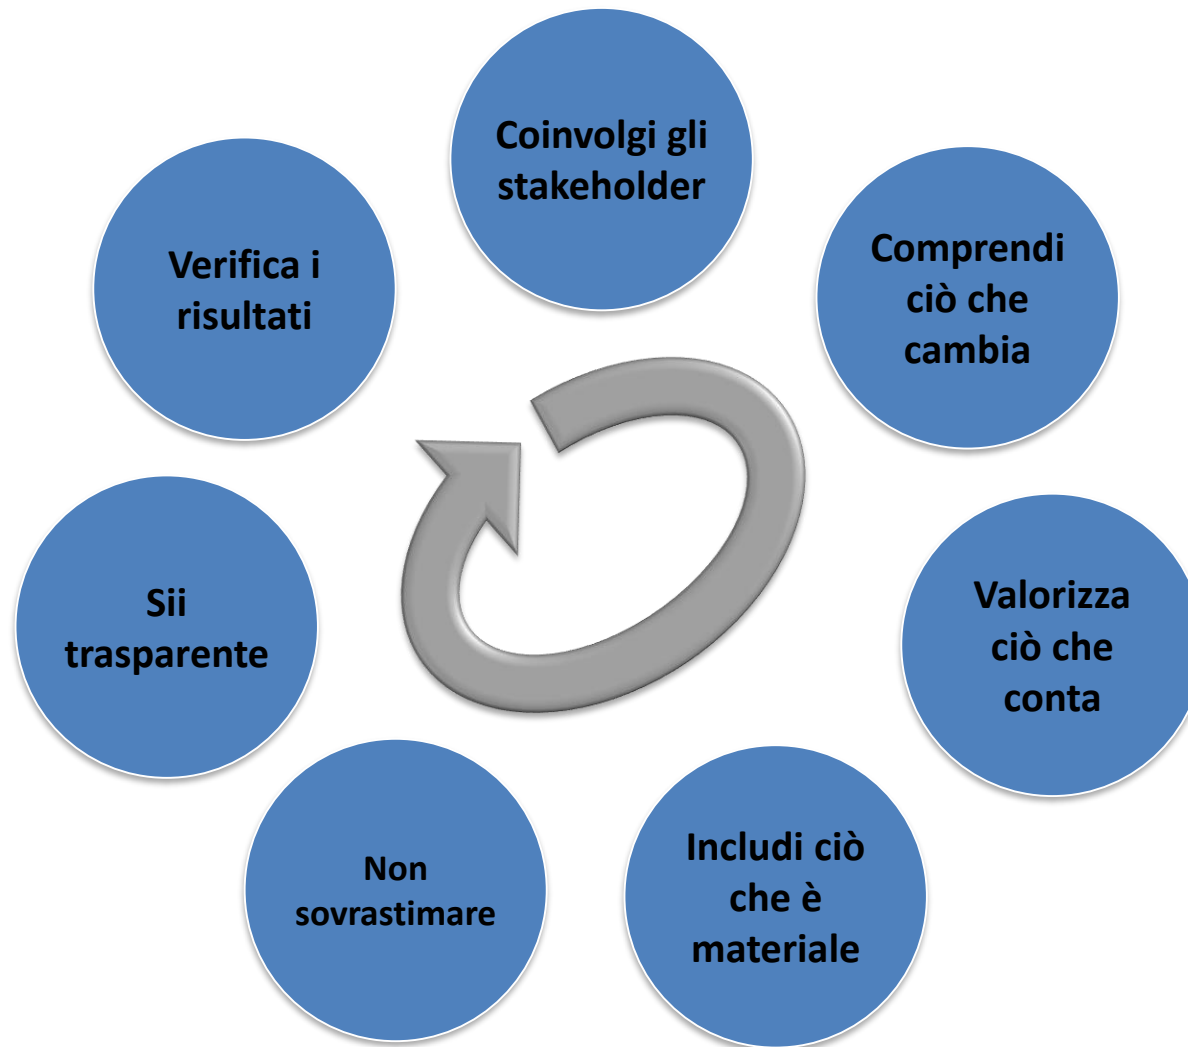 Coinvolgi gli
stakeholder
Comprendi
ciò che
cambia
Valorizza
ciò che
conta
Includi ciò
che è
materiale
Non
sovrastimare
Sii
trasparente
Verifica i
risultati